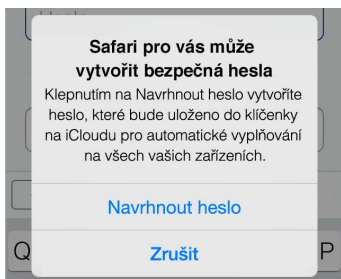 Safari pro vás může
vytvořit bezpečná hesla
Klepnutím na Navrhnout heslo vytvoříte
heslo, které bude uloženo do klíčenky
na iCloudu pro automatické vyplňování
na všech vašich zařízeních.
Navrhnout heslo
Zrušit
Q P